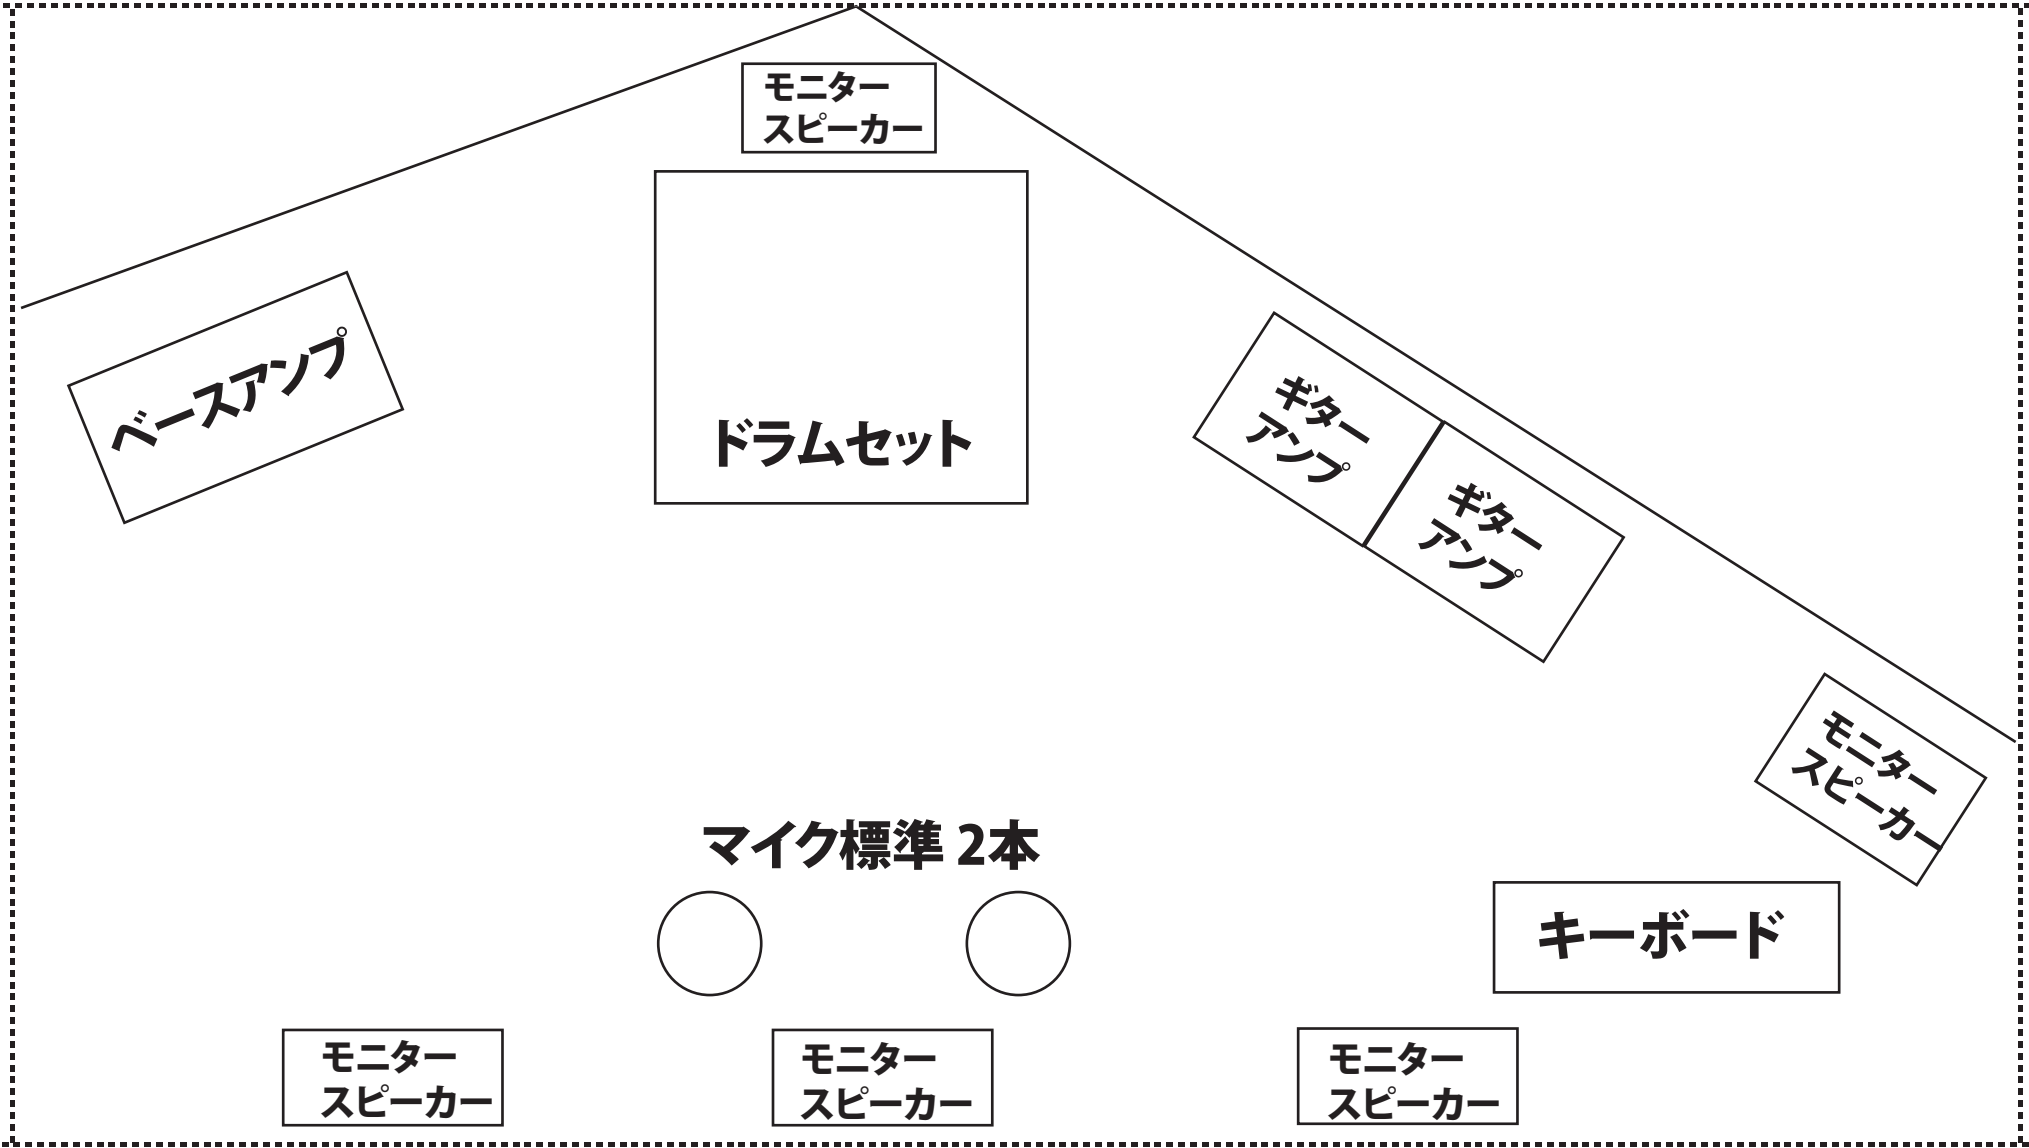 モニター
スピーカー
ベースアンプ
ドラムセット
ギター
アンプ
ギター
アンプ
モニター
スピーカー
マイク標準 2本
キーボード
モニター
スピーカー
モニター
スピーカー
モニター
スピーカー